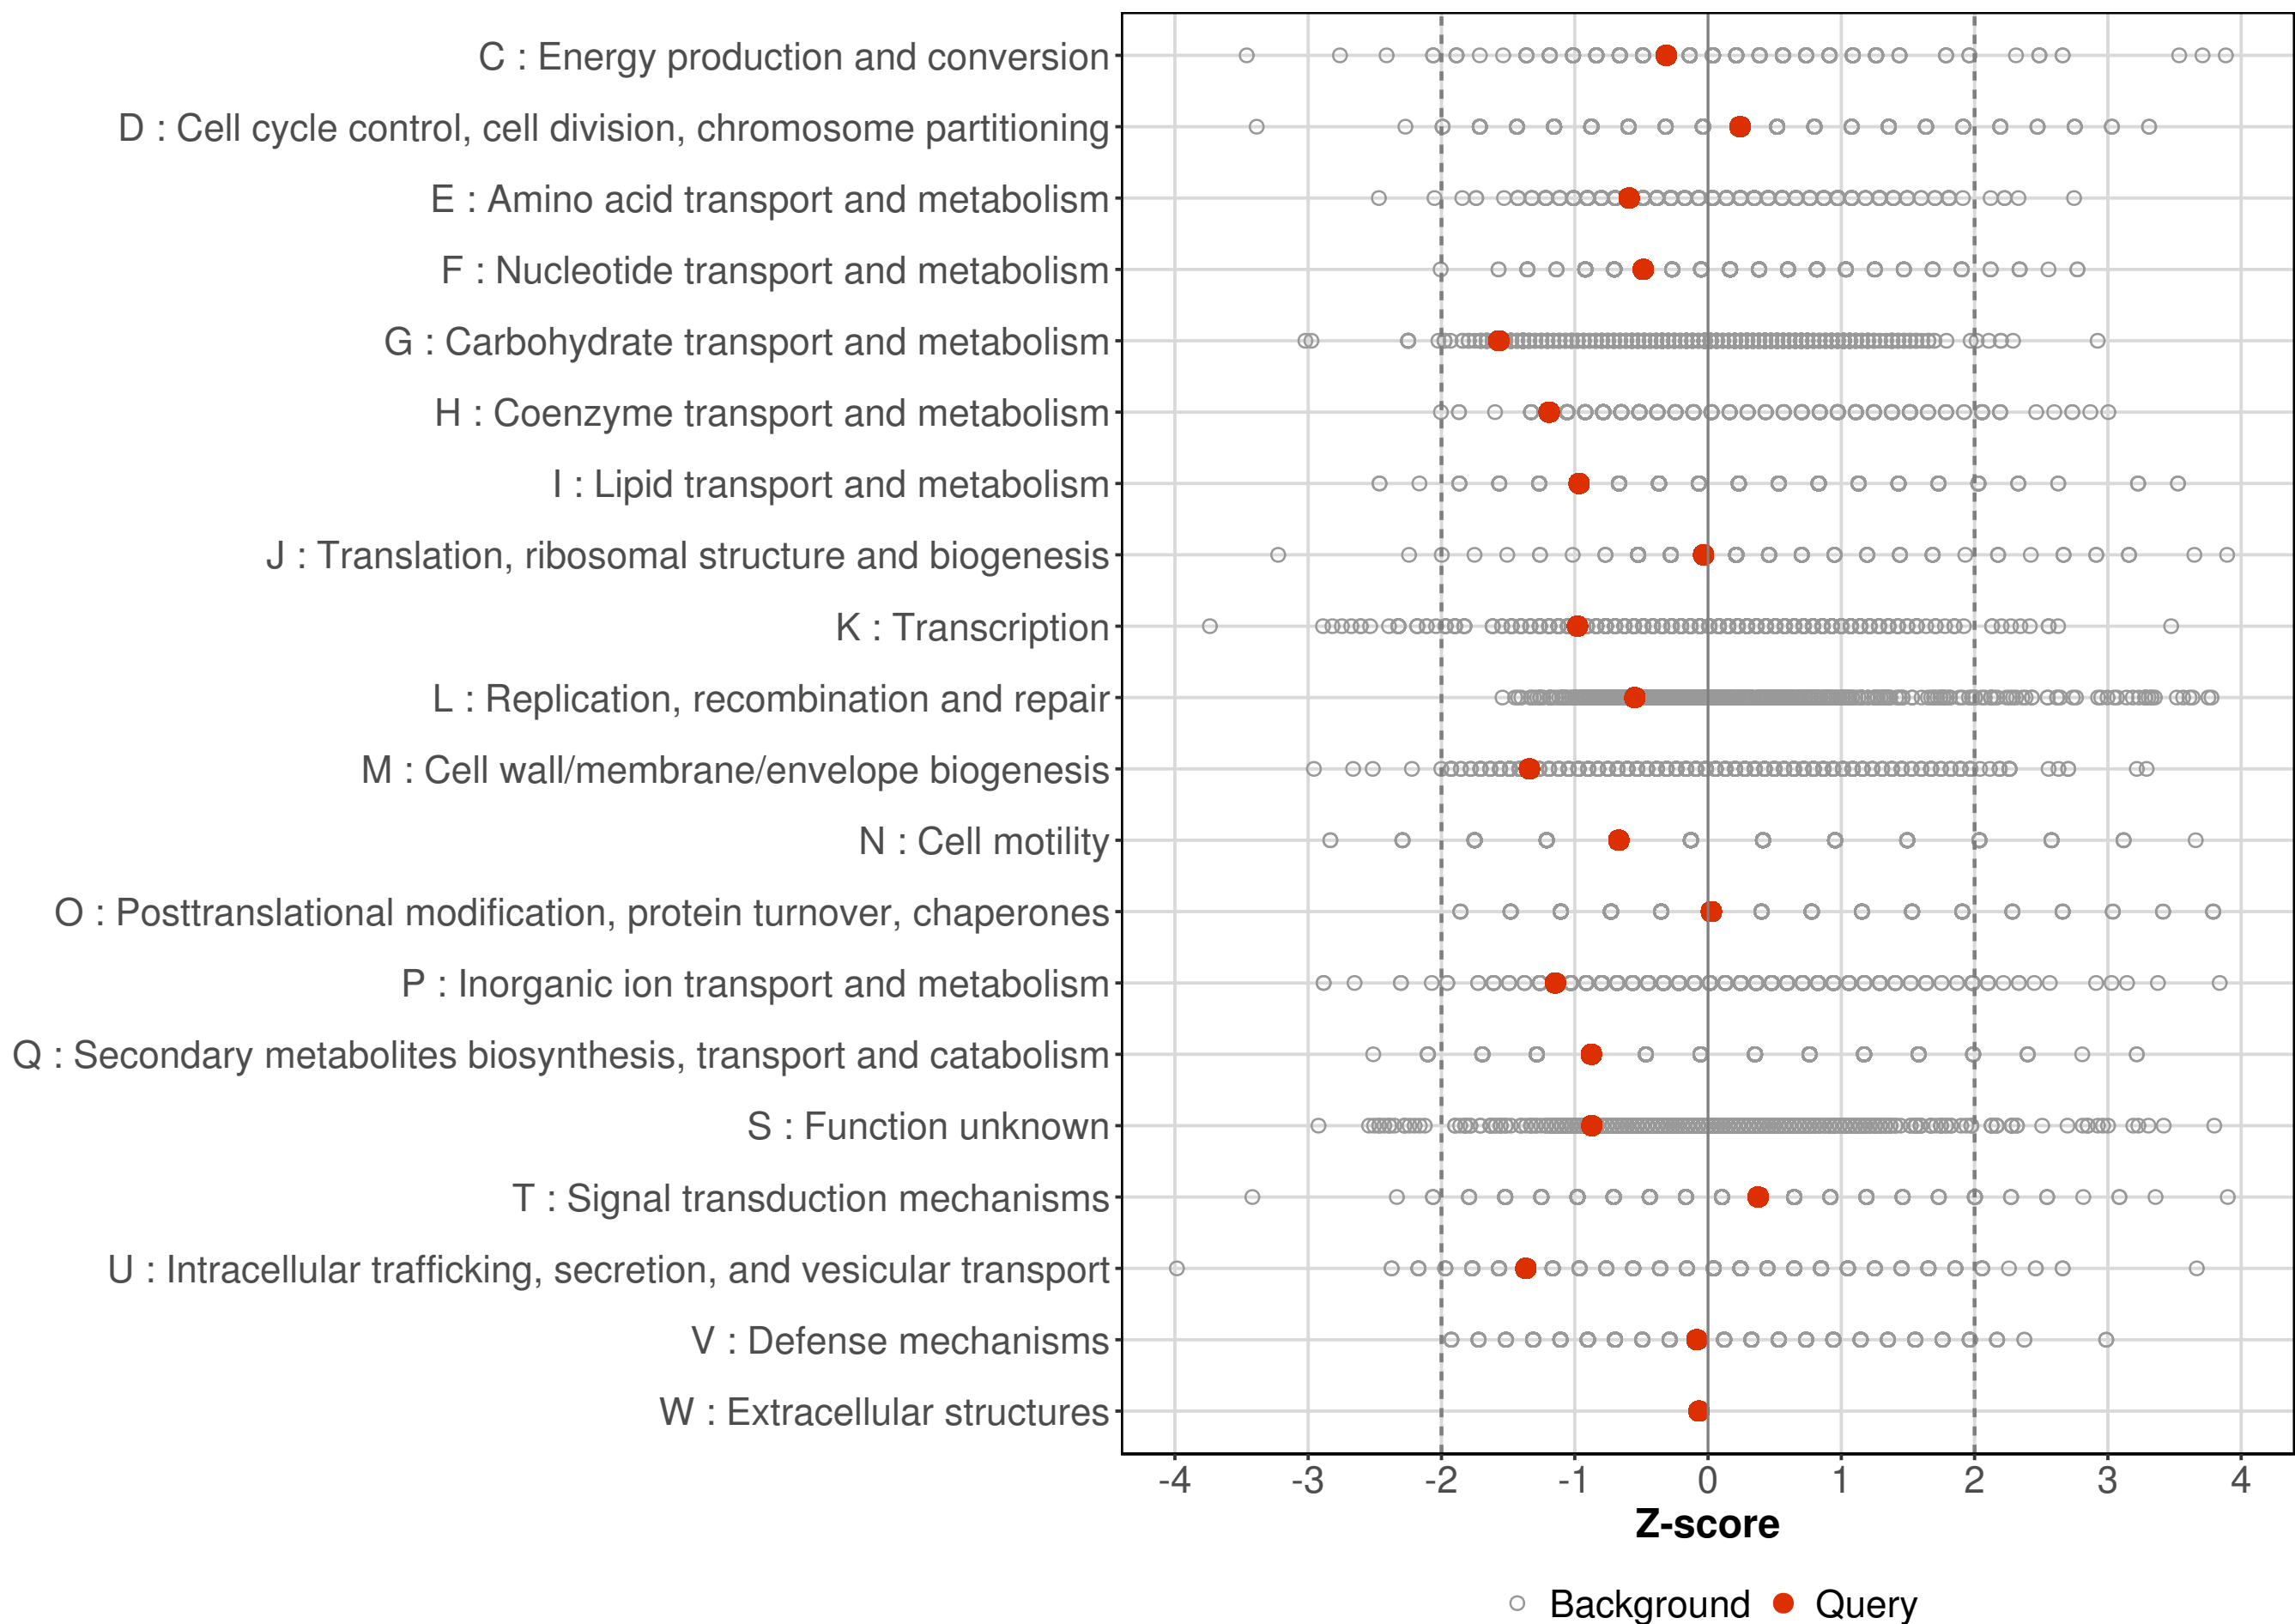 C : Energy production and conversion
D : Cell cycle control, cell division, chromosome partitioning
E : Amino acid transport and metabolism
F : Nucleotide transport and metabolism
G : Carbohydrate transport and metabolism
H : Coenzyme transport and metabolism
I : Lipid transport and metabolism
J : Translation, ribosomal structure and biogenesis
K : Transcription
L : Replication, recombination and repair
M : Cell wall/membrane/envelope biogenesis
N : Cell motility
O : Posttranslational modification, protein turnover, chaperones
P : Inorganic ion transport and metabolism
Q : Secondary metabolites biosynthesis, transport and catabolism
S : Function unknown
T : Signal transduction mechanisms
U : Intracellular trafficking, secretion, and vesicular transport
V : Defense mechanisms
W : Extracellular structures
-4 -3 -2 -1 0 1 2 3 4
Z-score
Background Query